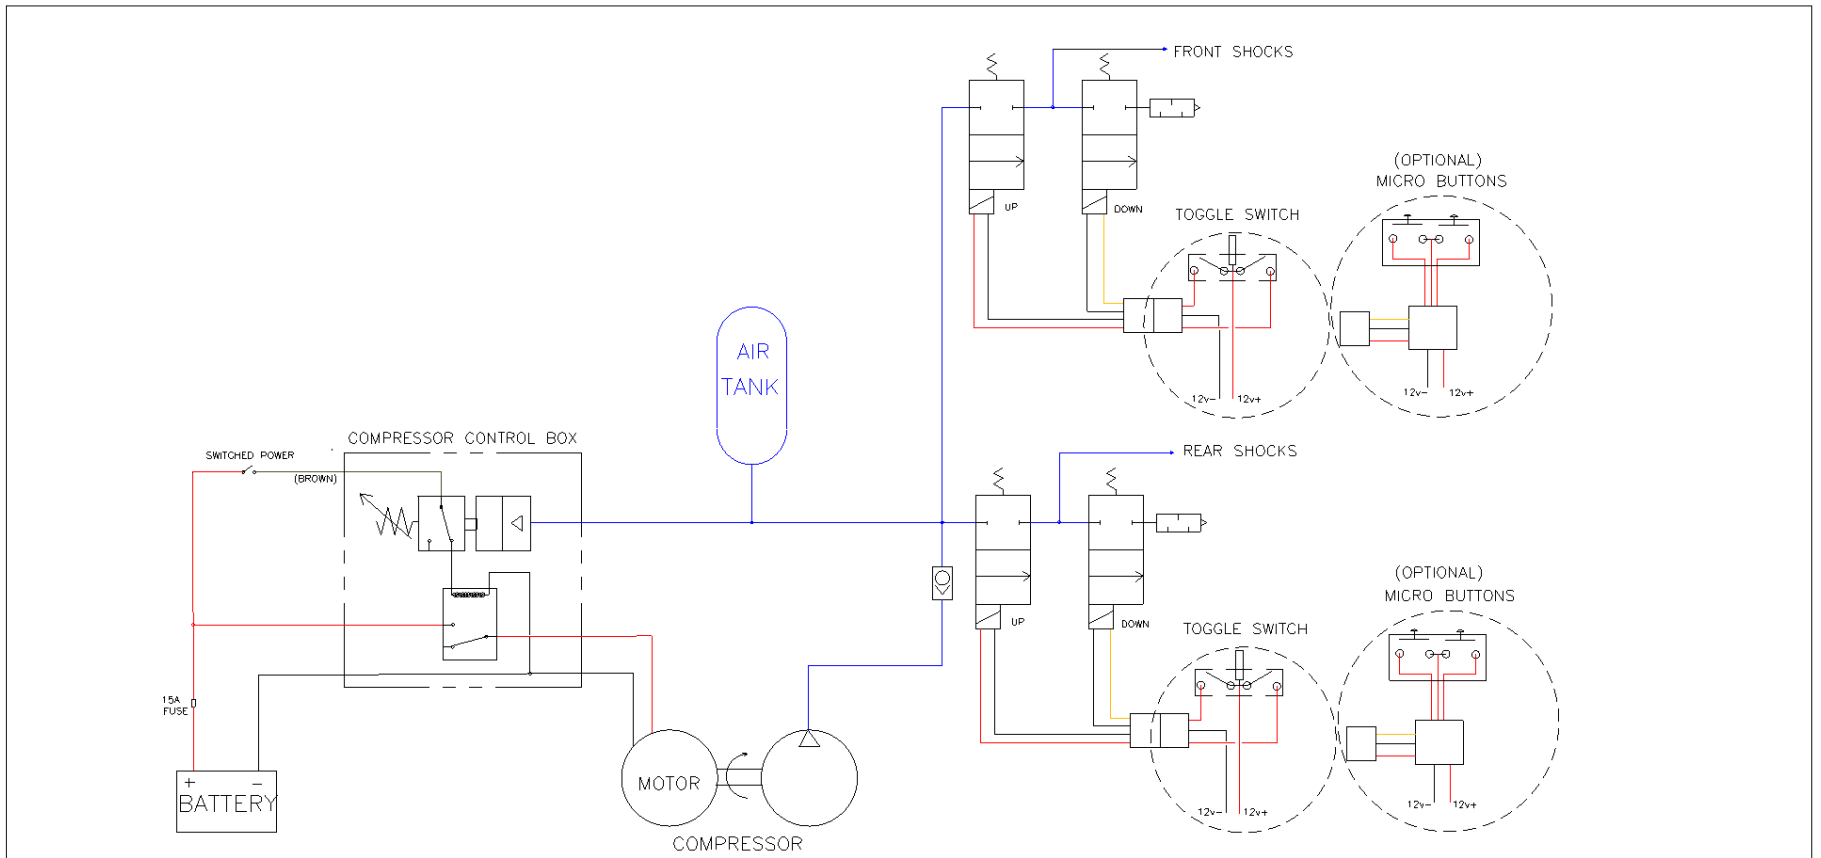 FRONT SHOCKS
(OPTIONAL)
MICRO BUTTONS
UP
DOWN
TOGGLE SWITCH
AIR
TANK
12v-
12v+
12v-
12v+
COMPRESSOR CONTROL BOX
SWITCHED POWER
(BROWN)
REAR SHOCKS
(OPTIONAL)
MICRO BUTTONS
UP
DOWN
TOGGLE SWITCH
15A
FUSE
+
-
BATTERY
MOTOR
COMPRESSOR
12v-
12v+
12v-
12v+